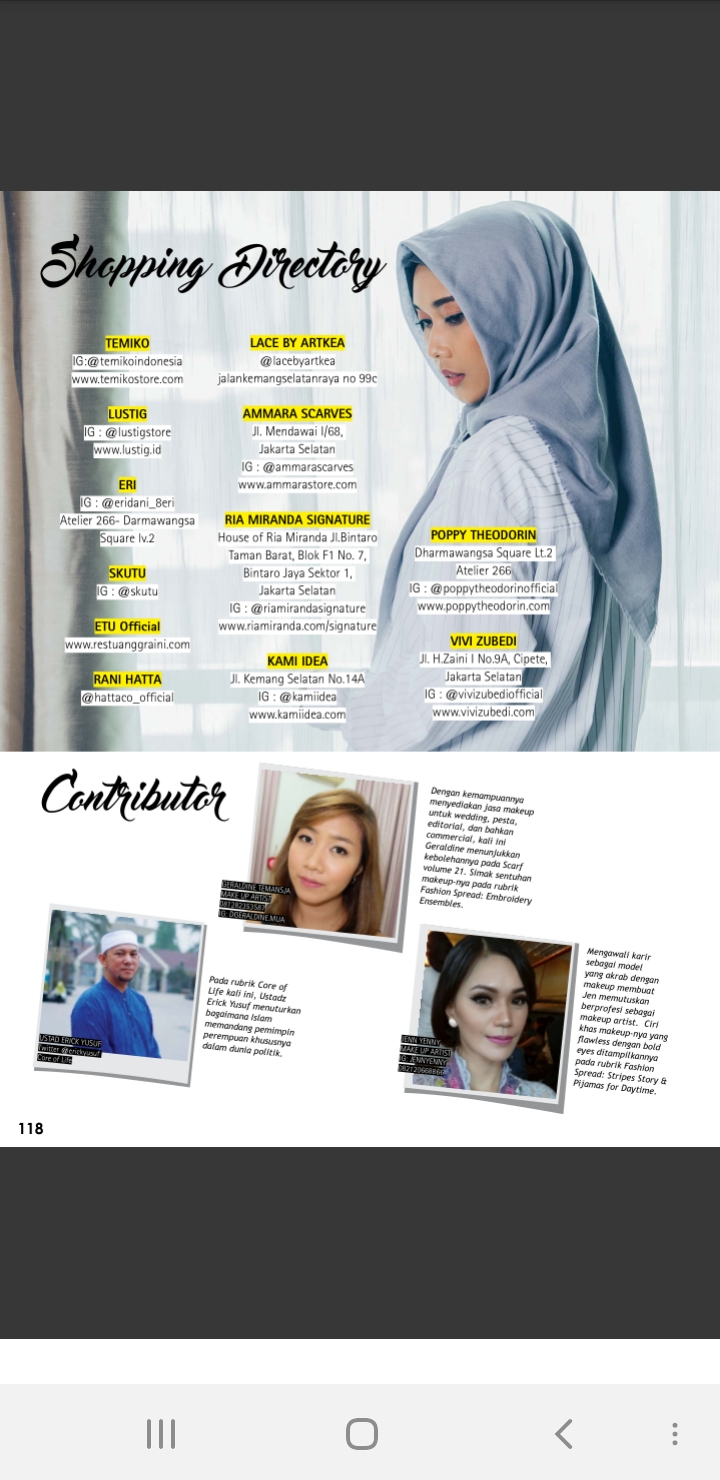 Shopping Directory
TEMIKO
IG:@temikoindonesia
www.temikostore.com
LUSTIG
IG : @lustigstore
www.lustig.id
ERI
IG : @eridani_8eri
Atelier 266- Darmawangsa
Square lv.2
SKUTU
IG : @skutu
ETU Official
www.restuanggraini.com
RANI HATTA
@hattaco_official
LACE BY ARTKEA
@lacebyartkea
jalankemangselatanraya no 99c
AMMARA SCARVES
Jl. Mendawai I/68,
Jakarta Selatan
IG : @ammarascarves
www.ammarastore.com
RIA MIRANDA SIGNATURE
House of Ria Miranda Jl.Bintaro
Taman Barat, Blok F1 No. 7,
Bintaro Jaya Sektor 1,
Jakarta Selatan
IG : @riamirandasignature
www.riamiranda.com/signature
KAMI IDEA
Jl. Kemang Selatan No.14A
IG : @kamiidea
www.kamiidea.com
POPPY THEODORIN
Dharmawangsa Square Lt.2
Atelier 266
IG : @poppytheodorinofficial
www.poppytheodorin.com
VIVI ZUBEDI
Jl. H.Zaini I No.9A, Cipete,
Jakarta Selatan
IG : @vivizubediofficial
www.vivizubedi.com
Contributor
GERALDINE TEMANSJA
MAKE UP ARTIST
081282353587
IG: DGERALDINE.MUA
Dengan kemampuannya
menyediakan jasa makeup
untuk wedding, pesta,
editorial, dan bahkan
commercial, kali ini
Geraldine menunjukkan
kebolehannya pada Scarf
volume 21. Simak sentuhan
makeup-nya pada rubrik
Fashion Spread: Embroidery
Ensembles.
USTAD ERICK YUSUF
Twitter @erickyusuf
Core of Life
Pada rubrik Core of
Life kali ini, Ustadz
Erick Yusuf menuturkan
bagaimana Islam
memandang pemimpin
perempuan khususnya
dalam dunia politik.
JENN YENNY
MAKE UP ARTIST
IG: JENNYENNY
Mengawali karir
sebagai model
yang akrab dengan
makeup membuat
Jen memutuskan
berprofesi sebagai
makeup artist. Ciri
khas makeup-nya yang
flawless dengan bold
eyes ditampilkannya
pada rubrik Fashion
Spread: Stripes Story &
Pijamas for Daytime.
118